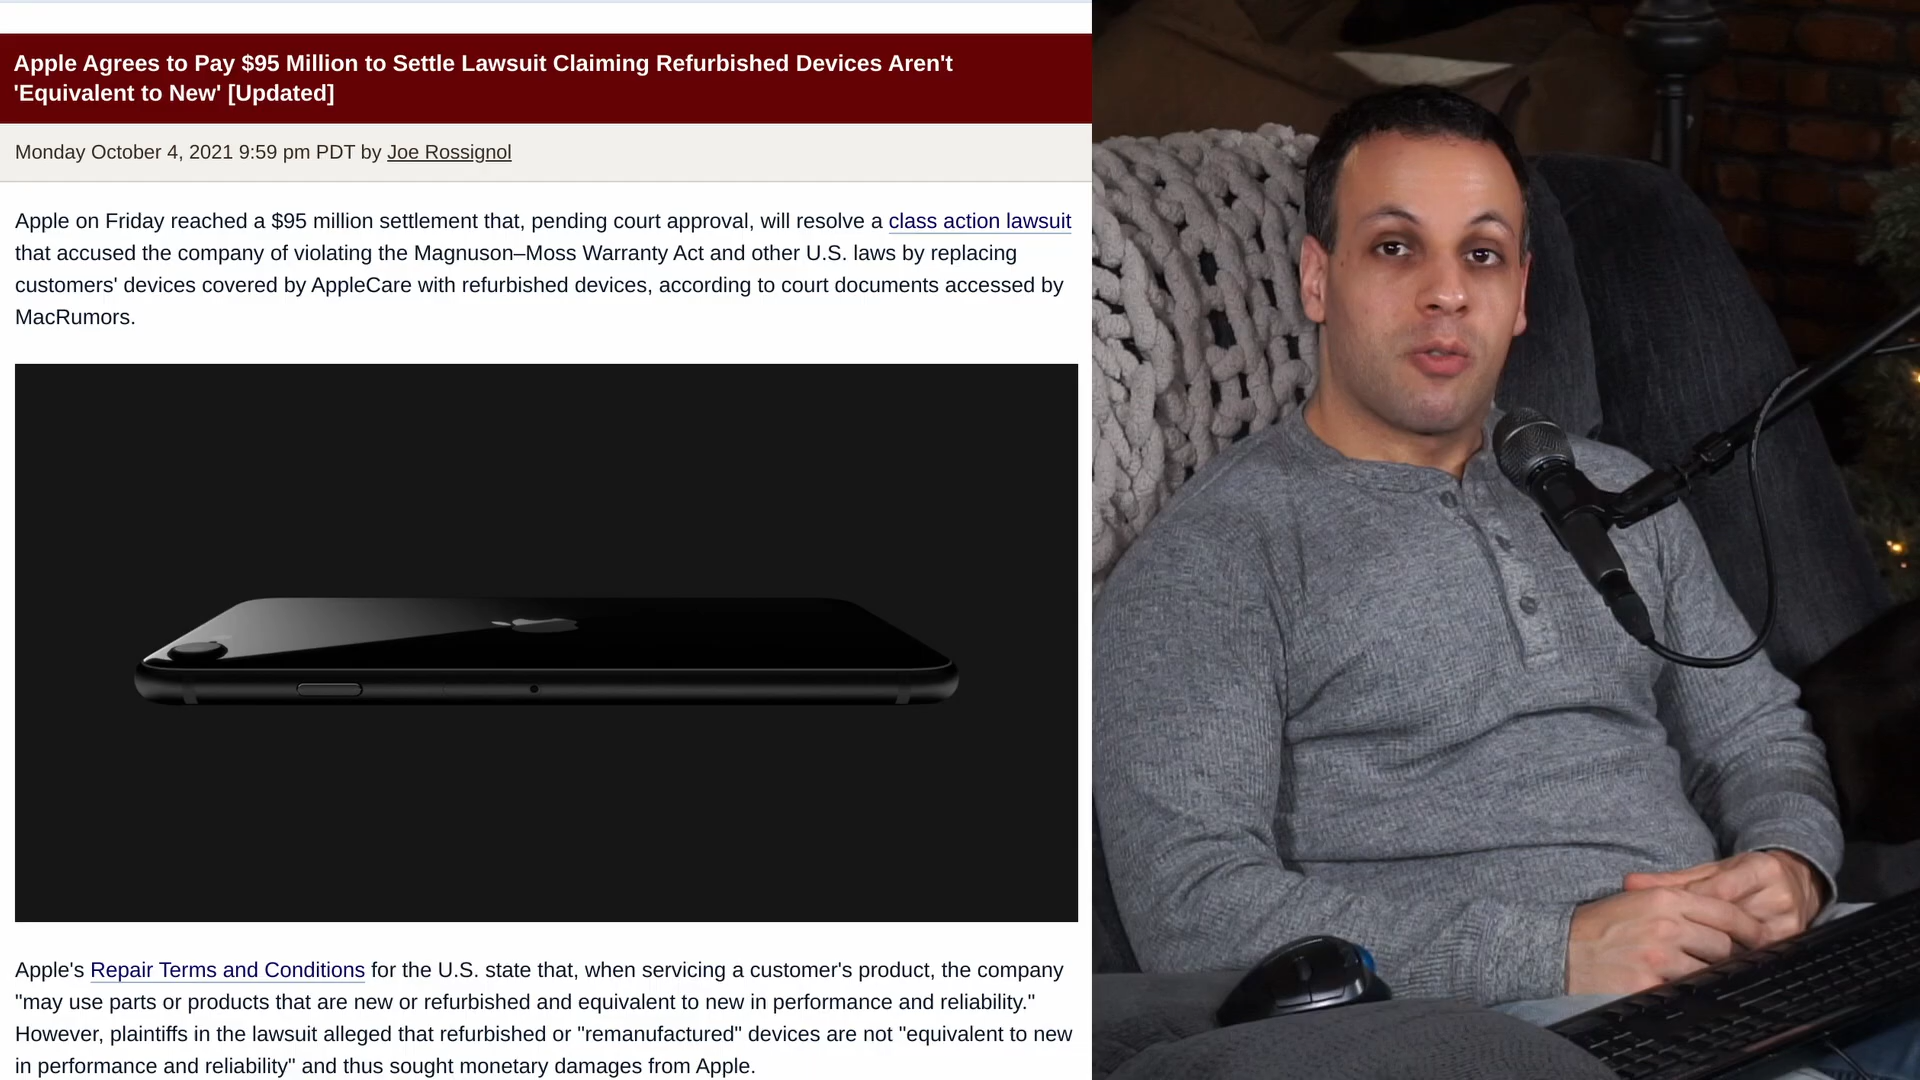 Apple Agrees to Pay $95 Million to Settle Lawsuit Claiming Refurbished Devices Aren't
'Equivalent to New' [Updated]
Monday October 4, 2021 9:59 pm PDT by Joe Rossignol
Apple on Friday reached a $95 million settlement that, pending court approval, will resolve a class action lawsuit
that accused the company of violating the Magnuson–Moss Warranty Act and other U.S. laws by replacing
customers' devices covered by AppleCare with refurbished devices, according to court documents accessed by
MacRumors.
Apple's Repair Terms and Conditions for the U.S. state that, when servicing a customer's product, the company
"may use parts or products that are new or refurbished and equivalent to new in performance and reliability."
However, plaintiffs in the lawsuit alleged that refurbished or "remanufactured" devices are not "equivalent to new
in performance and reliability" and thus sought monetary damages from Apple.